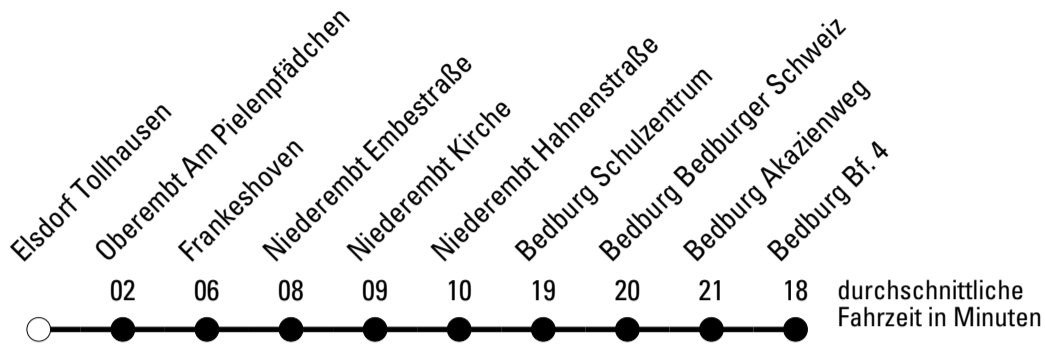 Elsdorf Tollhausen
Oberembt Am Pielenpfädchen
Frankeshoven
Niederembt Embestraße
Niederembt Kirche
Niederembt Hahnenstraße
Bedburg Schulzentrum
Bedburg Bedburger Schweiz
Bedburg Akazienweg
Bedburg Bf. 4
02 06 08 09 10 19 20 21 18 durchschnittliche
Fahrzeit in Minuten